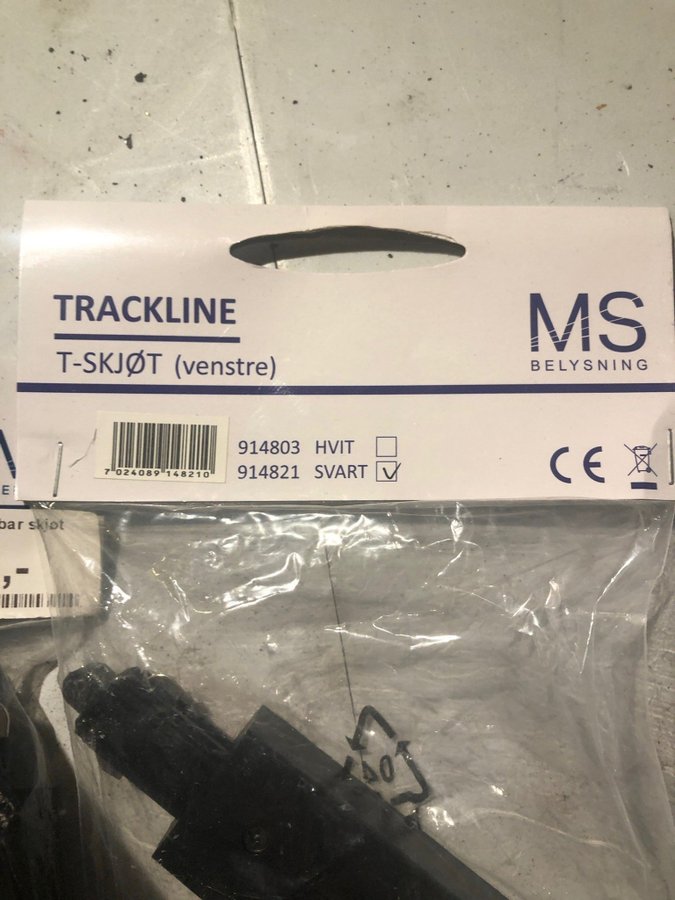 TRACKLINE
T-SKJØT (venstre)
MS
BELYSNING
7 024089 148210
914803 HVIT
914821 SVART
CE
bar skjøt
,-